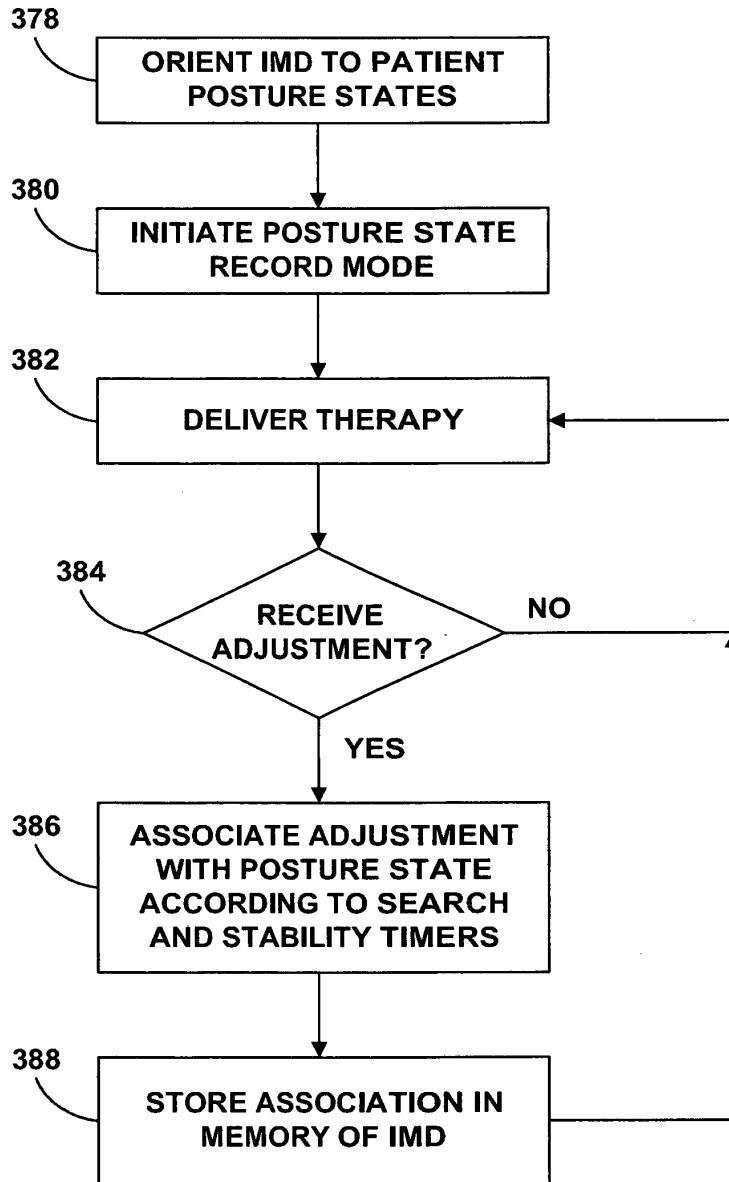 378
ORIENT IMD TO PATIENT
POSTURE STATES
380
INITIATE POSTURE STATE
RECORD MODE
382
DELIVER THERAPY
384
RECEIVE
ADJUSTMENT?
NO
YES
386
ASSOCIATE ADJUSTMENT
WITH POSTURE STATE
ACCORDING TO SEARCH
AND STABILITY TIMERS
388
STORE ASSOCIATION IN
MEMORY OF IMD